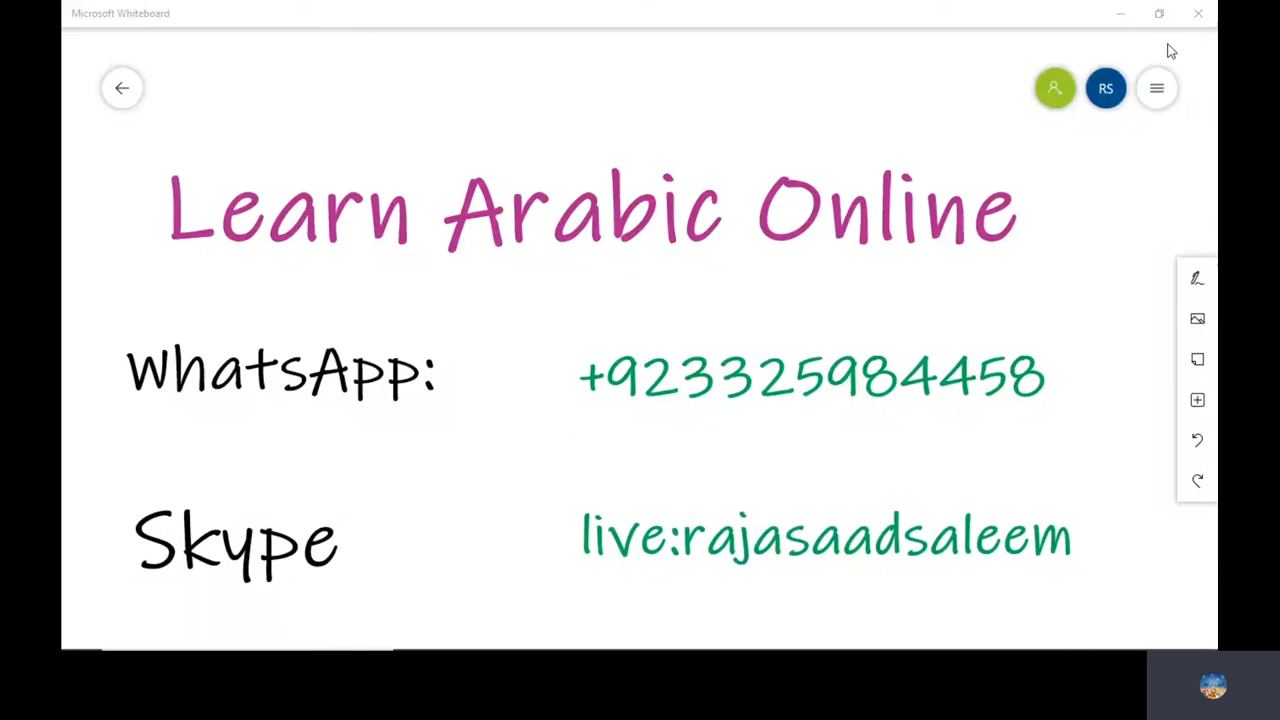 Microsoft Whiteboard
RS
Learn Arabic Online
WhatsApp: +923325984458
Skype live:rajasaadsaleem